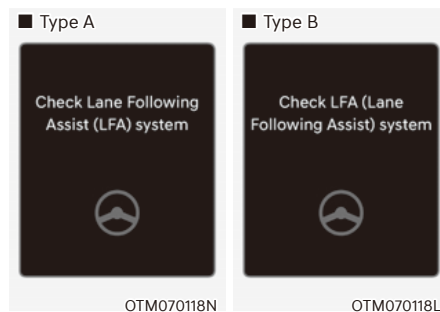 ■ Type A
Check Lane Following
Assist (LFA) system
OTM070118N
■ Type B
Check LFA (Lane
Following Assist) system
OTM070118L